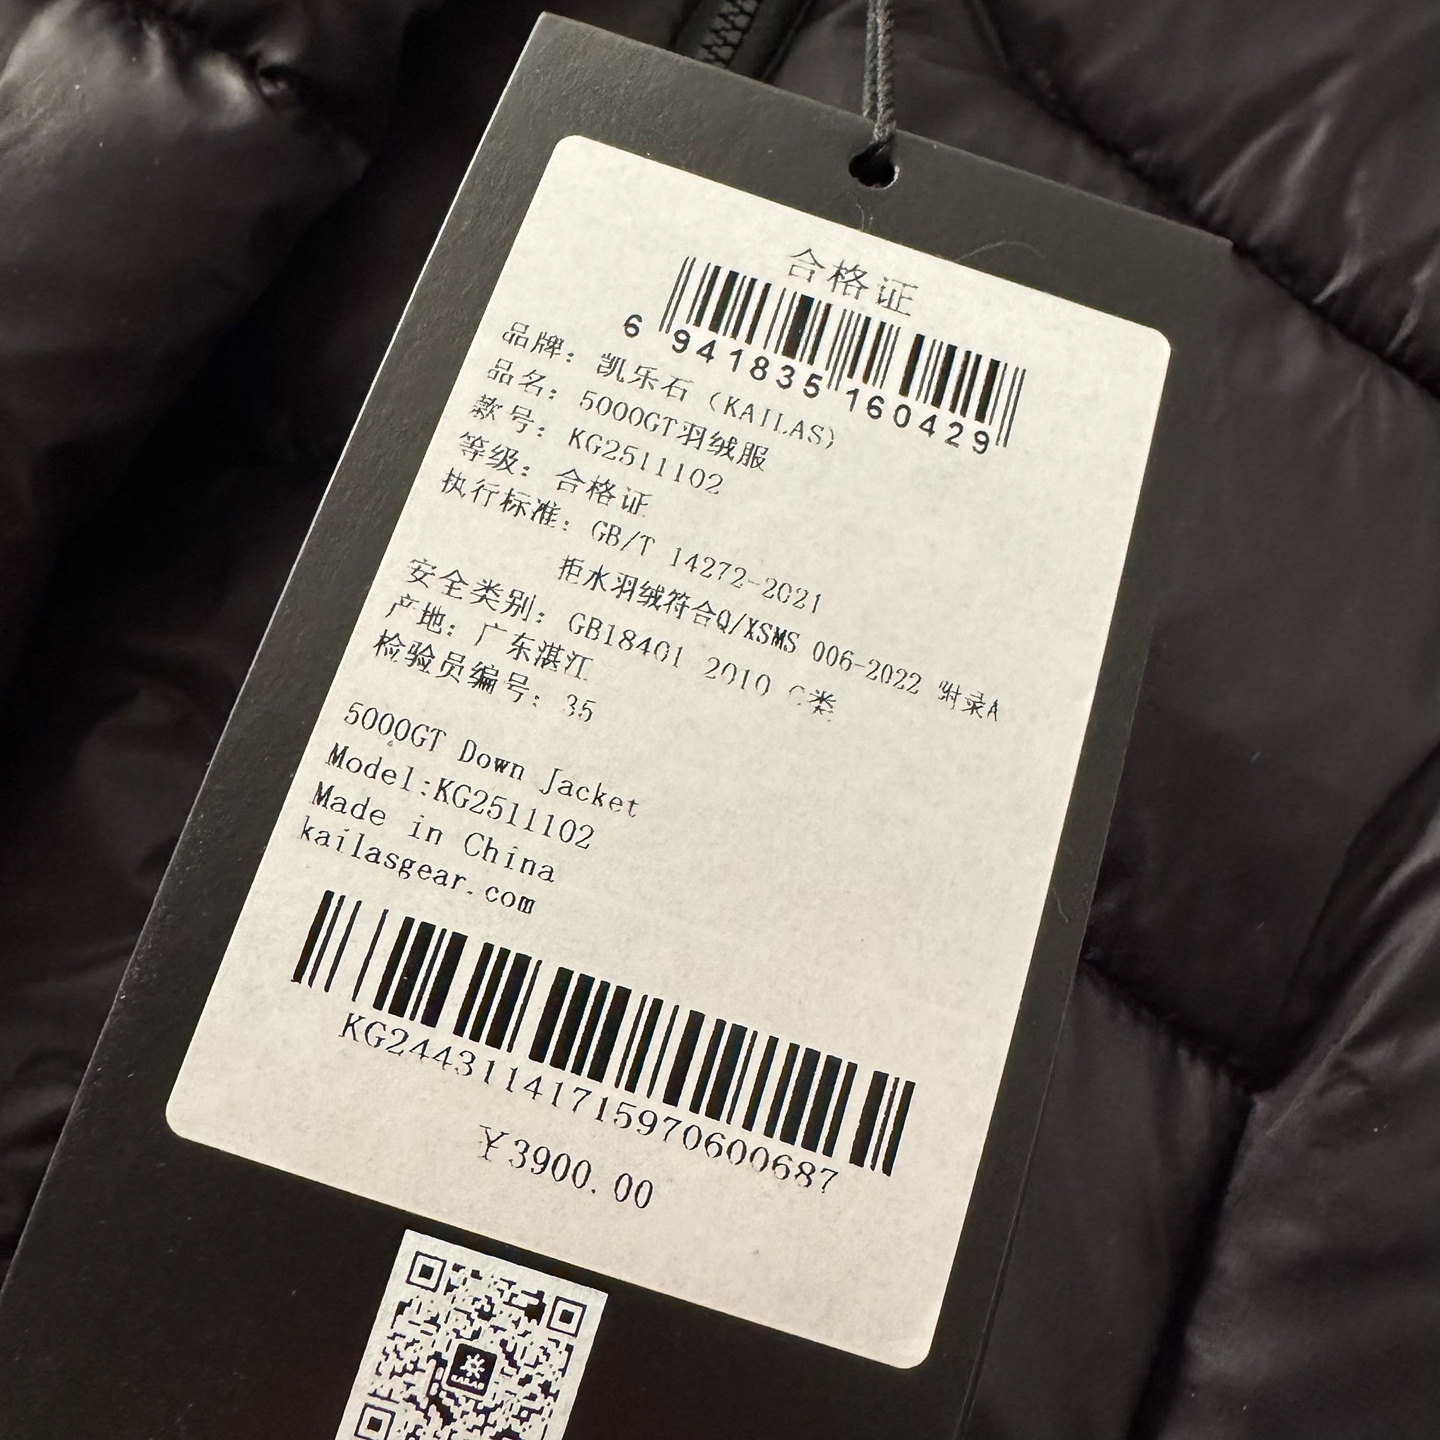 合格证
6 941835 160429
品牌：凯乐石（KAILAS）
品名：5000GT羽绒服
款号：KG2511102
等级：合格证
执行标准：GB/T 14272-2021
拒水羽绒符合Q/XSMS 006-2022 附录A
安全类别：GB18401 2010 C类
产地：广东湛江
检验员编号：35
5000GT Down Jacket
Model:KG2511102
Made in China
kailasgear.com
KG24431141715970600687
¥3900.00
KAILAS